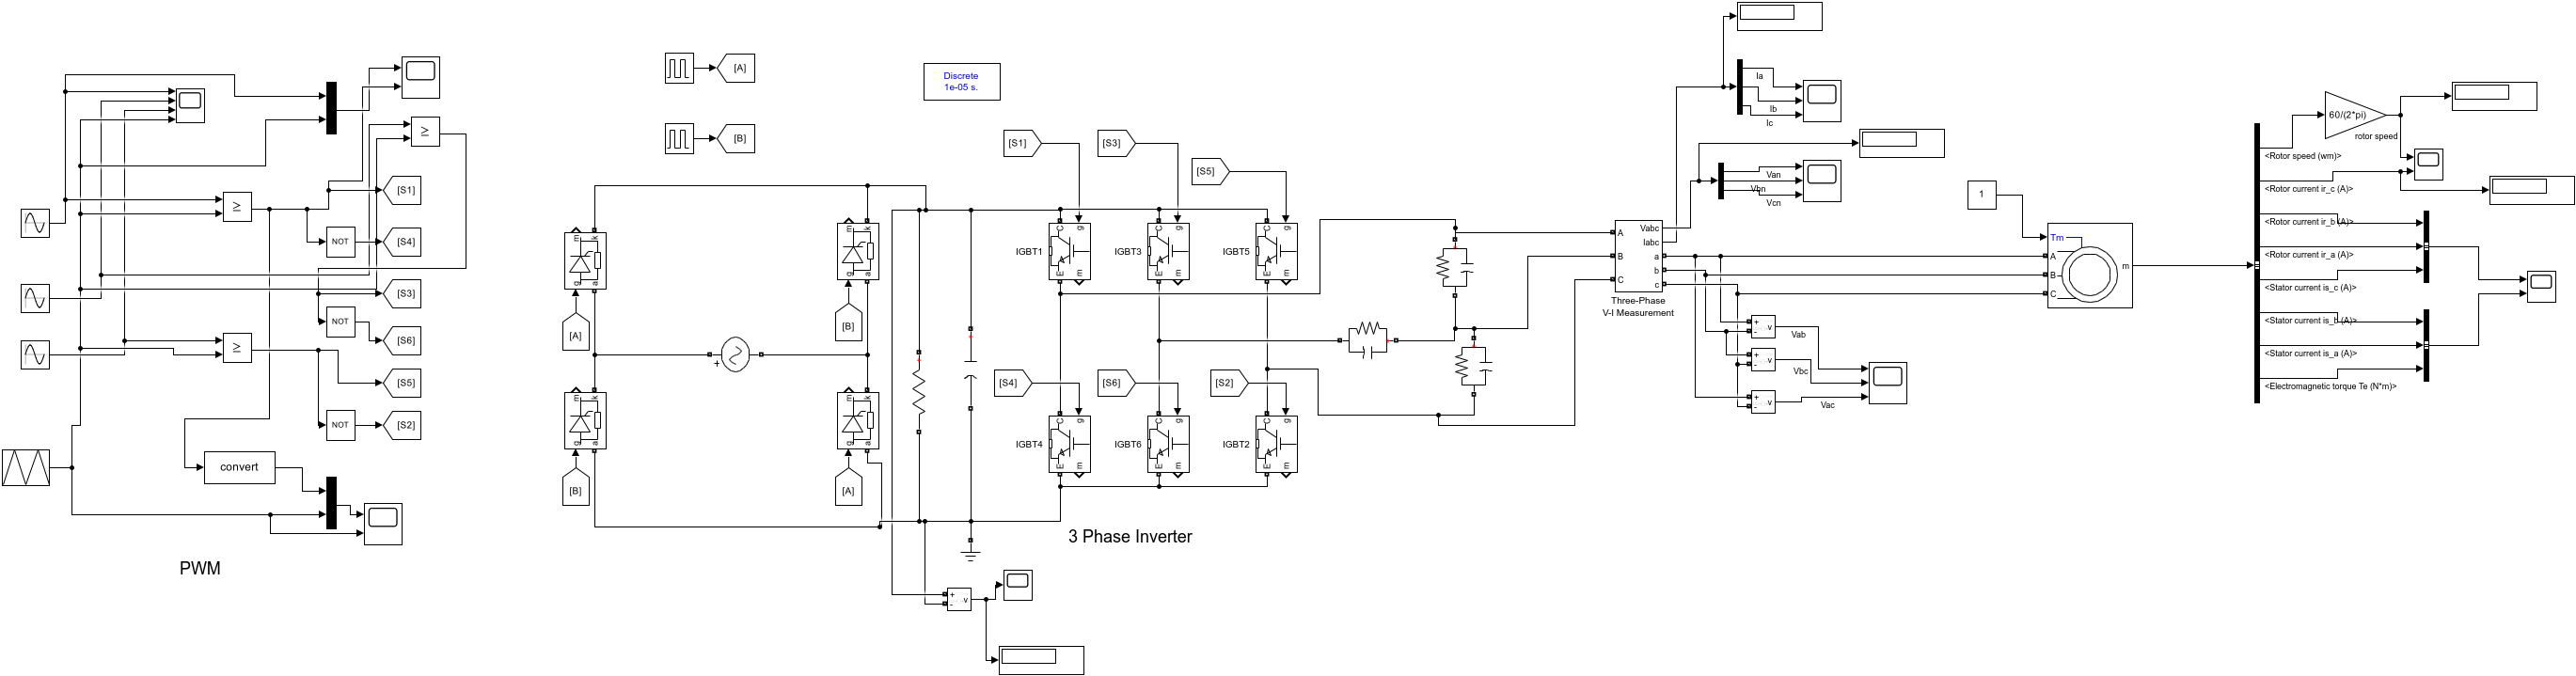 [A]
[B]
Discrete
1e-05 s.
≥
≥
≥
NOT
NOT
NOT
[S1]
[S4]
[S3]
[S6]
[S5]
[S2]
convert
PWM
m
k
g
a
[A]
m
k
g
a
[B]
+
m
k
g
a
[B]
m
k
g
a
[A]
[S1]
[S3]
[S5]
IGBT1
C
g
E
m
IGBT3
C
g
E
m
IGBT5
C
g
E
m
[S4]
[S6]
[S2]
IGBT4
C
g
E
m
IGBT6
C
g
E
m
IGBT2
C
g
E
m
3 Phase Inverter
+
-
v
A
B
C
Vabc
Iabc
a
b
c
Three-Phase
V-I Measurement
Ia
Ib
Ic
Van
Vbn
Vcn
+
-
v
Vab
+
-
v
Vbc
+
-
v
Vac
1
Tm
A
B
C
m
60/(2*pi)
rotor speed
<Rotor speed (wm)>
<Rotor current ir_c (A)>
<Rotor current ir_b (A)>
<Rotor current ir_a (A)>
<Stator current is_c (A)>
<Stator current is_b (A)>
<Stator current is_a (A)>
<Electromagnetic torque Te (N*m)>